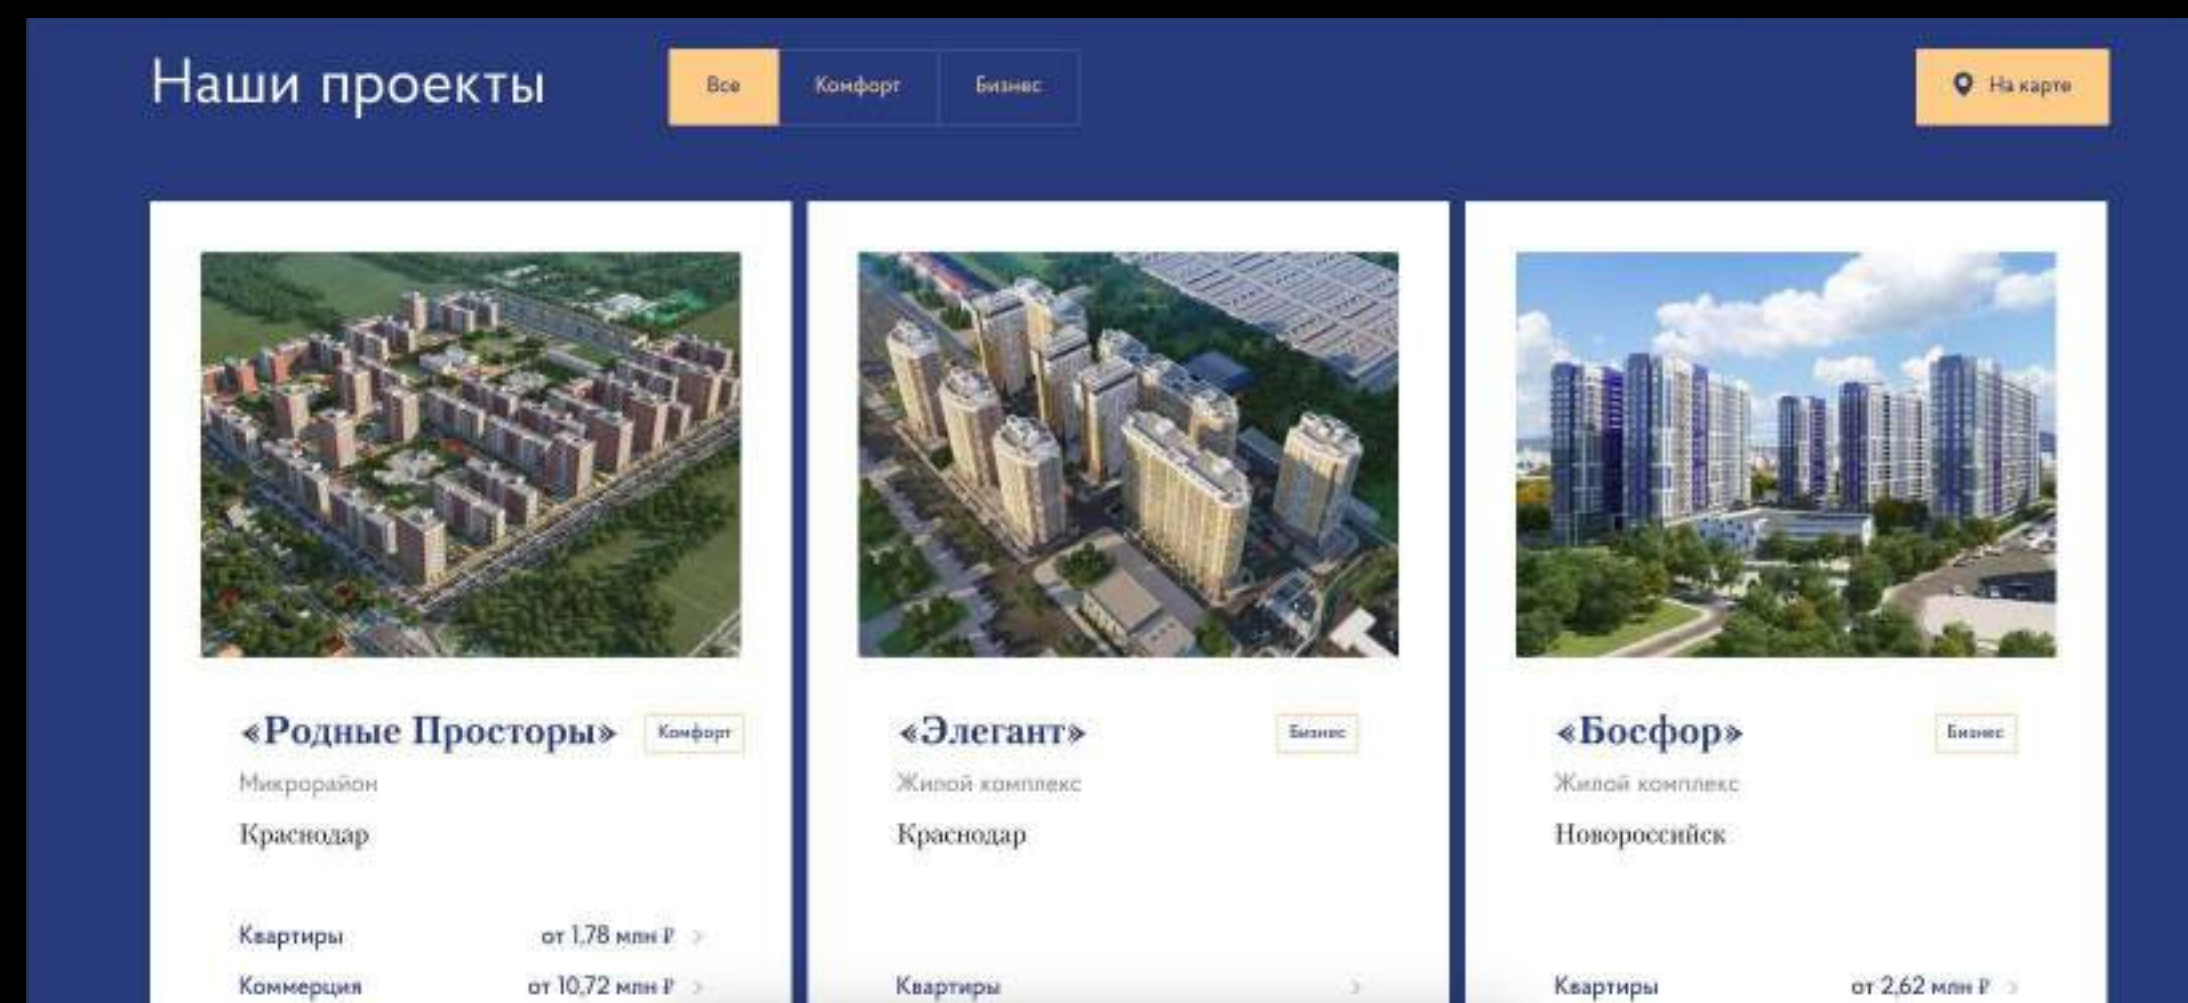 Наши проекты
Все
Комфорт
Бизнес
На карте
«Родные Просторы»
Комфорт
Микрорайон
Краснодар
Квартиры
от 1,78 млн ₽
Коммерция
от 10,72 млн ₽
«Элегант»
Бизнес
Жилой комплекс
Краснодар
Квартиры
«Босфор»
Бизнес
Жилой комплекс
Новороссийск
Квартиры
от 2,62 млн ₽